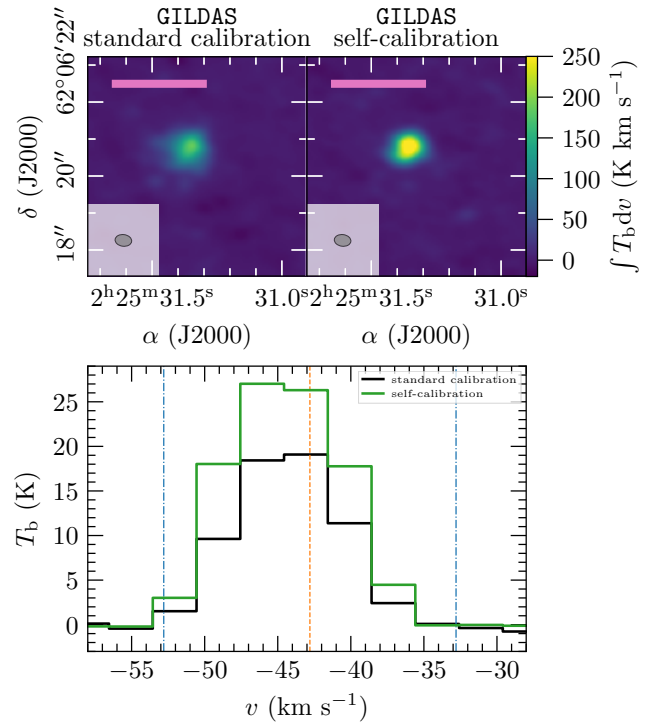 GILDAS GILDAS
standard calibration self-calibration
62°06′22″
20″
18″
δ (J2000)
2ʰ25ᵐ31.5ˢ 31.0ˢ 2ʰ25ᵐ31.5ˢ 31.0ˢ
α (J2000) α (J2000)
250
200
150
100
50
0
∫ T_b dv (K km s⁻¹)
standard calibration
self-calibration
25
20
15
10
5
0
T_b (K)
−55 −50 −45 −40 −35 −30
v (km s⁻¹)